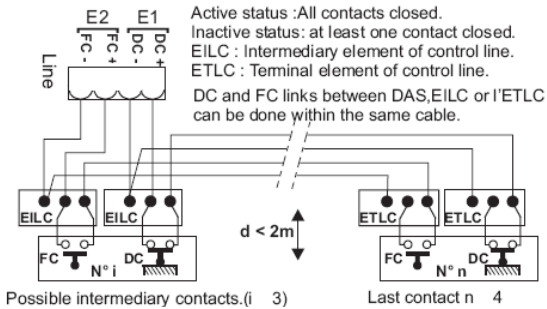 E2 E1
FC - FC + DC - DC +
Line
Active status :All contacts closed.
Inactive status: at least one contact closed.
EILC : Intermediary element of control line.
ETLC : Terminal element of control line.
DC and FC links between DAS,EILC or l'ETLC
can be done within the same cable.
EILC EILC ETLC ETLC
d < 2m
FC N° i DC FC N° n DC
Possible intermediary contacts.(i 3) Last contact n 4